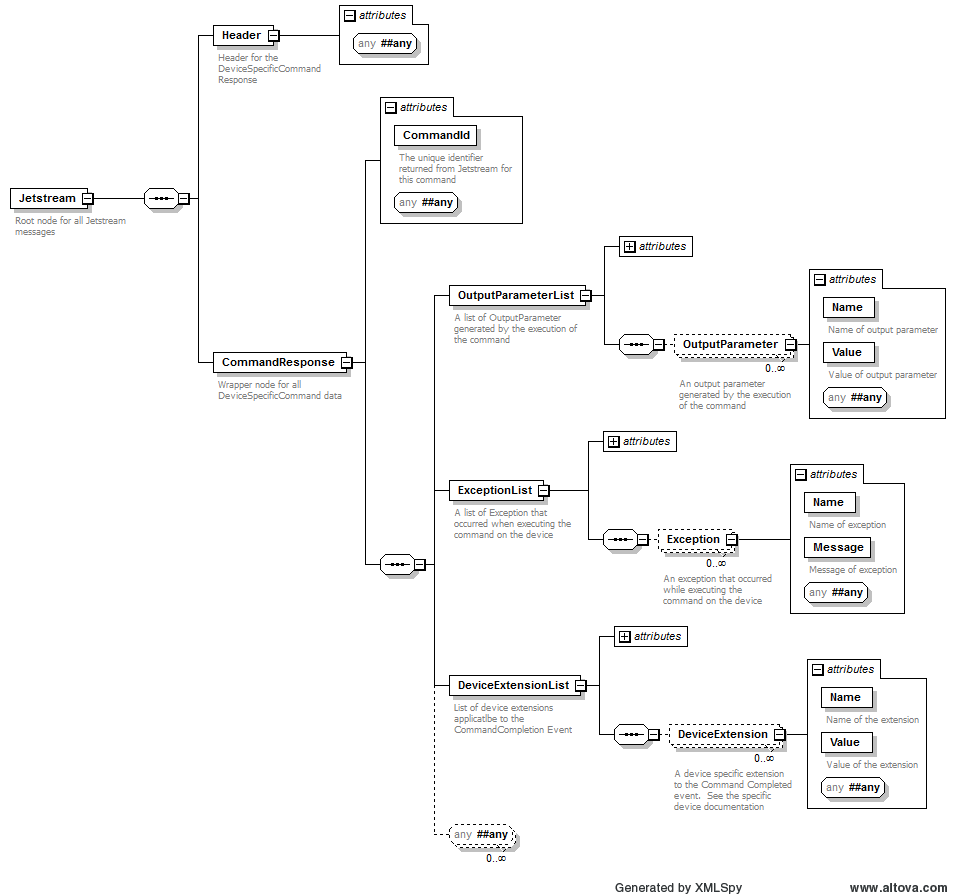 attributes
Header
any ##any
Header for the
DeviceSpecificCommand
Response
attributes
CommandId
The unique identifier
returned from Jetstream for
this command
any ##any
Jetstream
Root node for all Jetstream
messages
attributes
OutputParameterList
A list of OutputParameter
generated by the execution of
the command
attributes
Name
Name of output parameter
OutputParameter
0..∞
An output parameter
generated by the execution
of the command
Value
Value of output parameter
any ##any
CommandResponse
Wrapper node for all
DeviceSpecificCommand data
attributes
ExceptionList
A list of Exception that
occurred when executing the
command on the device
attributes
Name
Name of exception
Exception
0..∞
An exception that occurred
while executing the
command on the device
Message
Message of exception
any ##any
attributes
DeviceExtensionList
List of device extensions
applicatlbe to the
CommandCompletion Event
attributes
Name
Name of the extension
DeviceExtension
0..∞
A device specific extension
to the Command Completed
event. See the specific
device documentation
Value
Value of the extension
any ##any
any ##any
0..∞
Generated by XMLSpy
www.altova.com